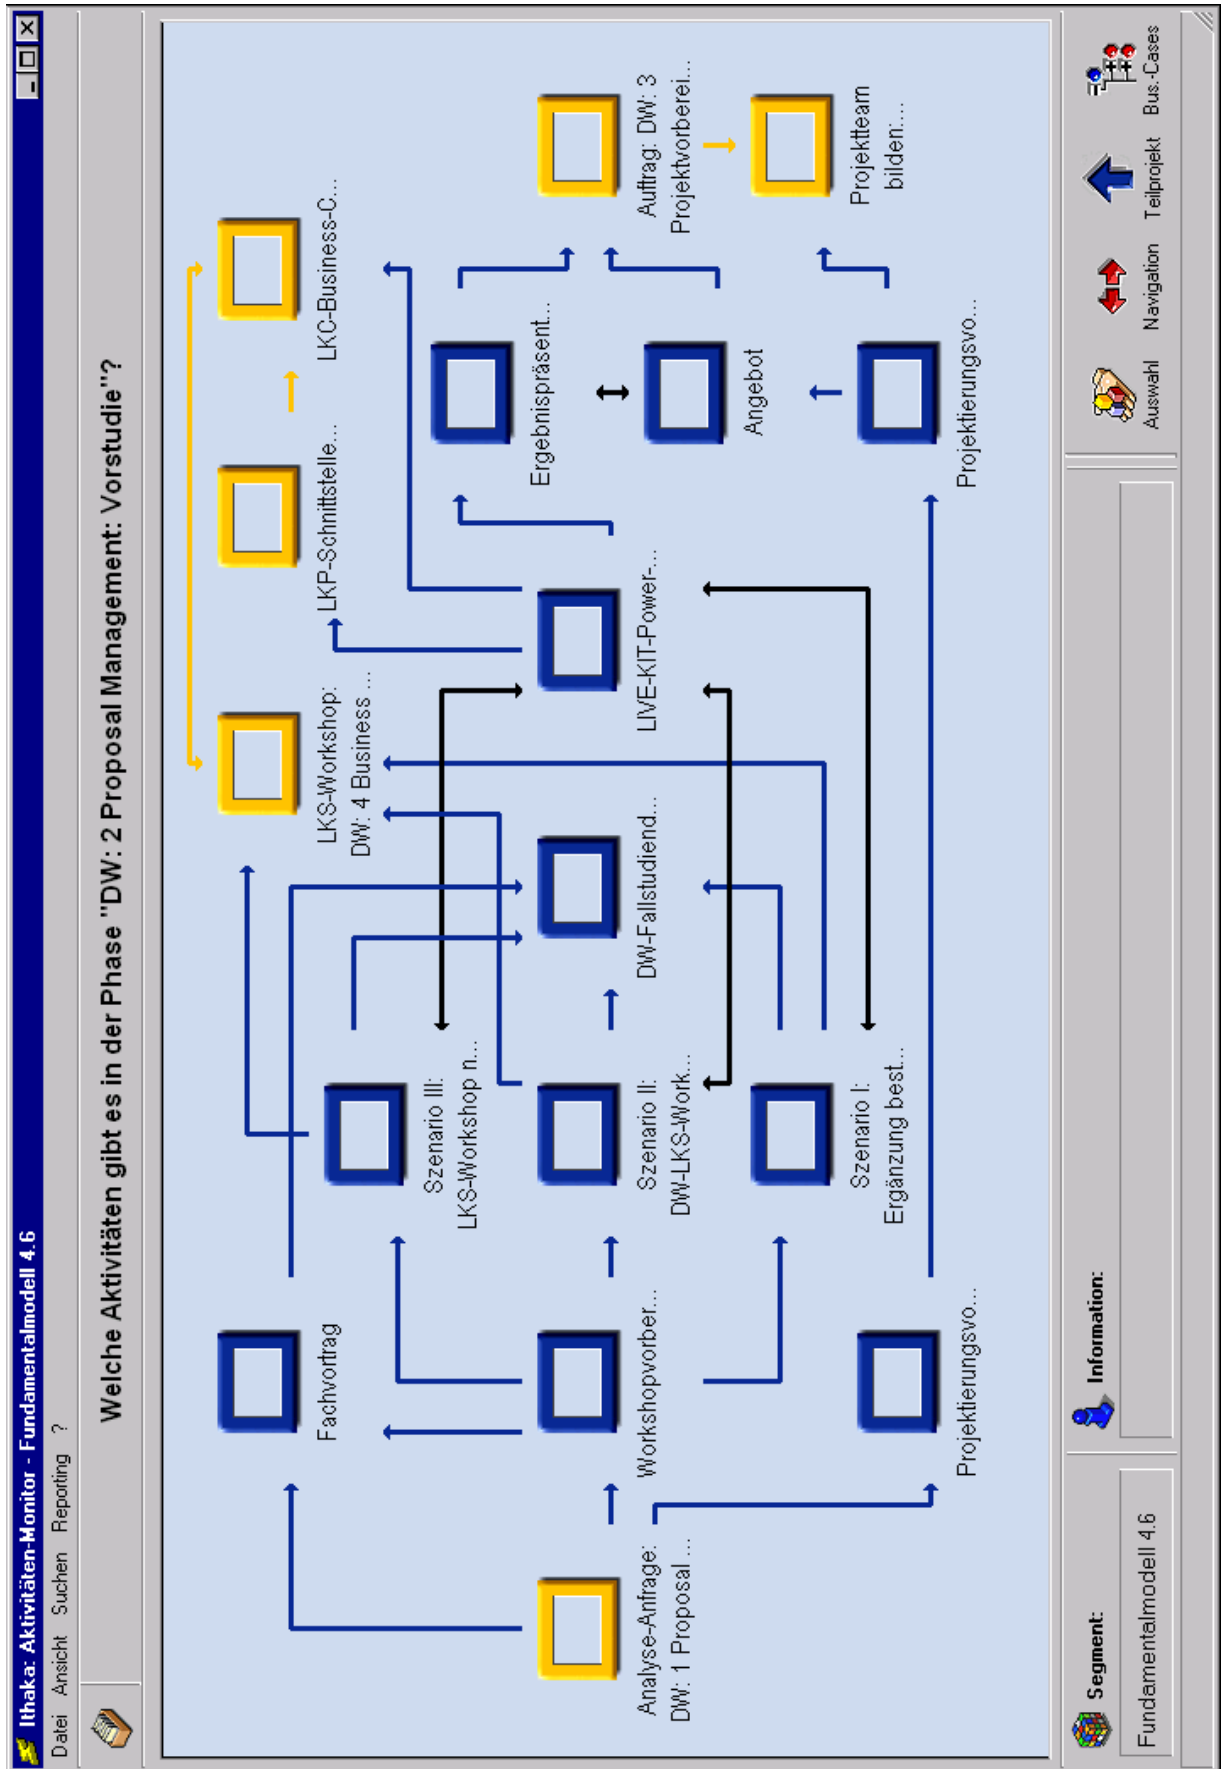 Ithaka: Aktivitäten-Monitor - Fundamentalmodell 4.6
Datei Ansicht Suchen Reporting ?
Welche Aktivitäten gibt es in der Phase "DW: 2 Proposal Management: Vorstudie"?
LKS-Workshop:
DW: 4 Business ...
LKP-Schnittstelle...
LKC-Business-C...
Fachvortrag
Szenario III:
LKS-Workshop n...
Ergebnispräsent...
Analyse-Anfrage:
DW: 1 Proposal ...
Workshopvorber...
Szenario II:
DW-LKS-Work...
DW-Fallstudiend...
LIVE-KIT-Power-...
Angebot
Auftrag: DW: 3
Projektvorberei...
Szenario I:
Ergänzung best...
Projektteam
bilden:...
Projektierungsvo...
Projektierungsvo...
Segment:
Fundamentalmodell 4.6
Information:
Auswahl
Navigation
Teilprojekt
Bus.-Cases